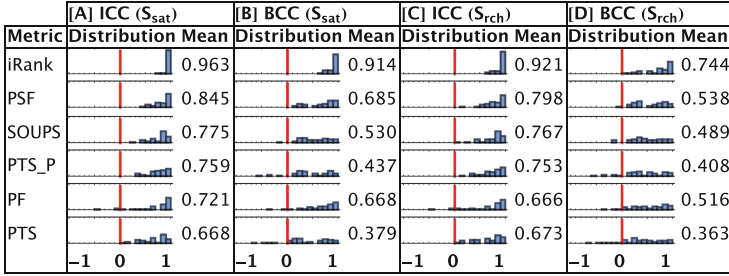 [A] ICC (Ssat) [B] BCC (Ssat) [C] ICC (Srch) [D] BCC (Srch)
Metric Distribution Mean Distribution Mean Distribution Mean Distribution Mean
iRank 0.963 0.914 0.921 0.744
PSF 0.845 0.685 0.798 0.538
SOUPS 0.775 0.530 0.767 0.489
PTS_P 0.759 0.437 0.753 0.408
PF 0.721 0.668 0.666 0.516
PTS 0.668 0.379 0.673 0.363
−1 0 1 −1 0 1 −1 0 1 −1 0 1